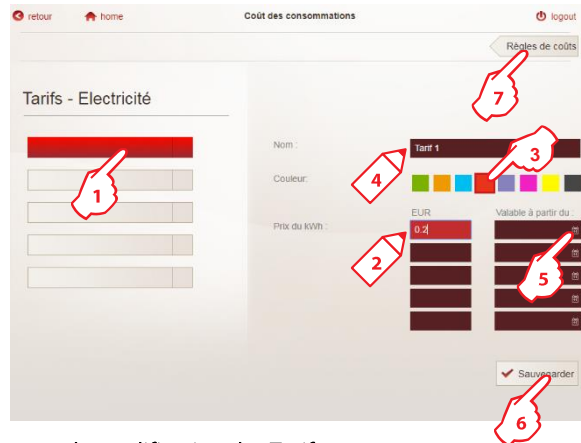 retour home Coût des consommations logout
Règles de coûts
7
Tarifs - Electricité
Nom :
Tarif 1
3
1
Couleur:
4
EUR Valable à partir du :
Prix du kWh :
0.2
2
5
Sauvegarder
6